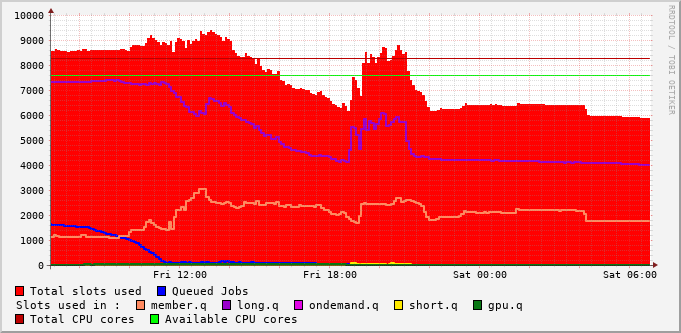 10000
9000
8000
7000
6000
5000
4000
3000
2000
1000
0
Fri 12:00 Fri 18:00 Sat 00:00 Sat 06:00
Total slots used Queued Jobs
Slots used in : member.q long.q ondemand.q short.q gpu.q
Total CPU cores Available CPU cores
RRDTOOL / TOBI OETIKER